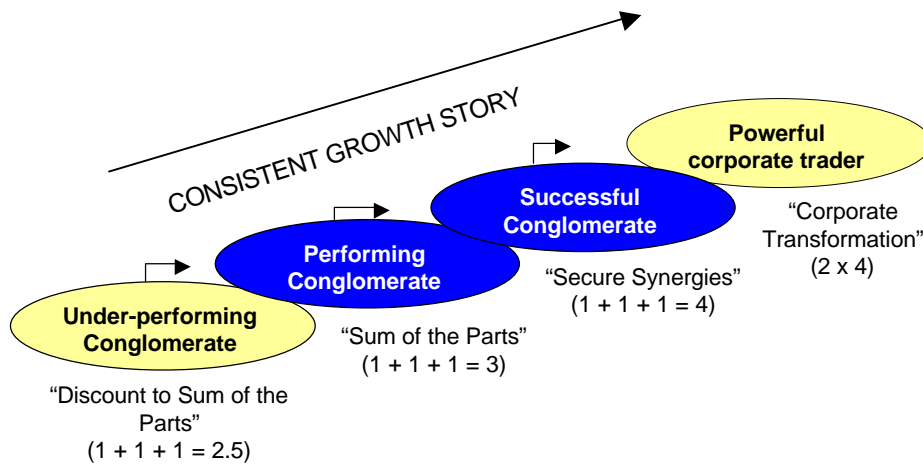 CONSISTENT GROWTH STORY
Powerful
corporate trader
“Corporate
Transformation”
(2 x 4)
Successful
Conglomerate
“Secure Synergies”
(1 + 1 + 1 = 4)
Performing
Conglomerate
“Sum of the Parts”
(1 + 1 + 1 = 3)
Under-performing
Conglomerate
“Discount to Sum of the
Parts”
(1 + 1 + 1 = 2.5)